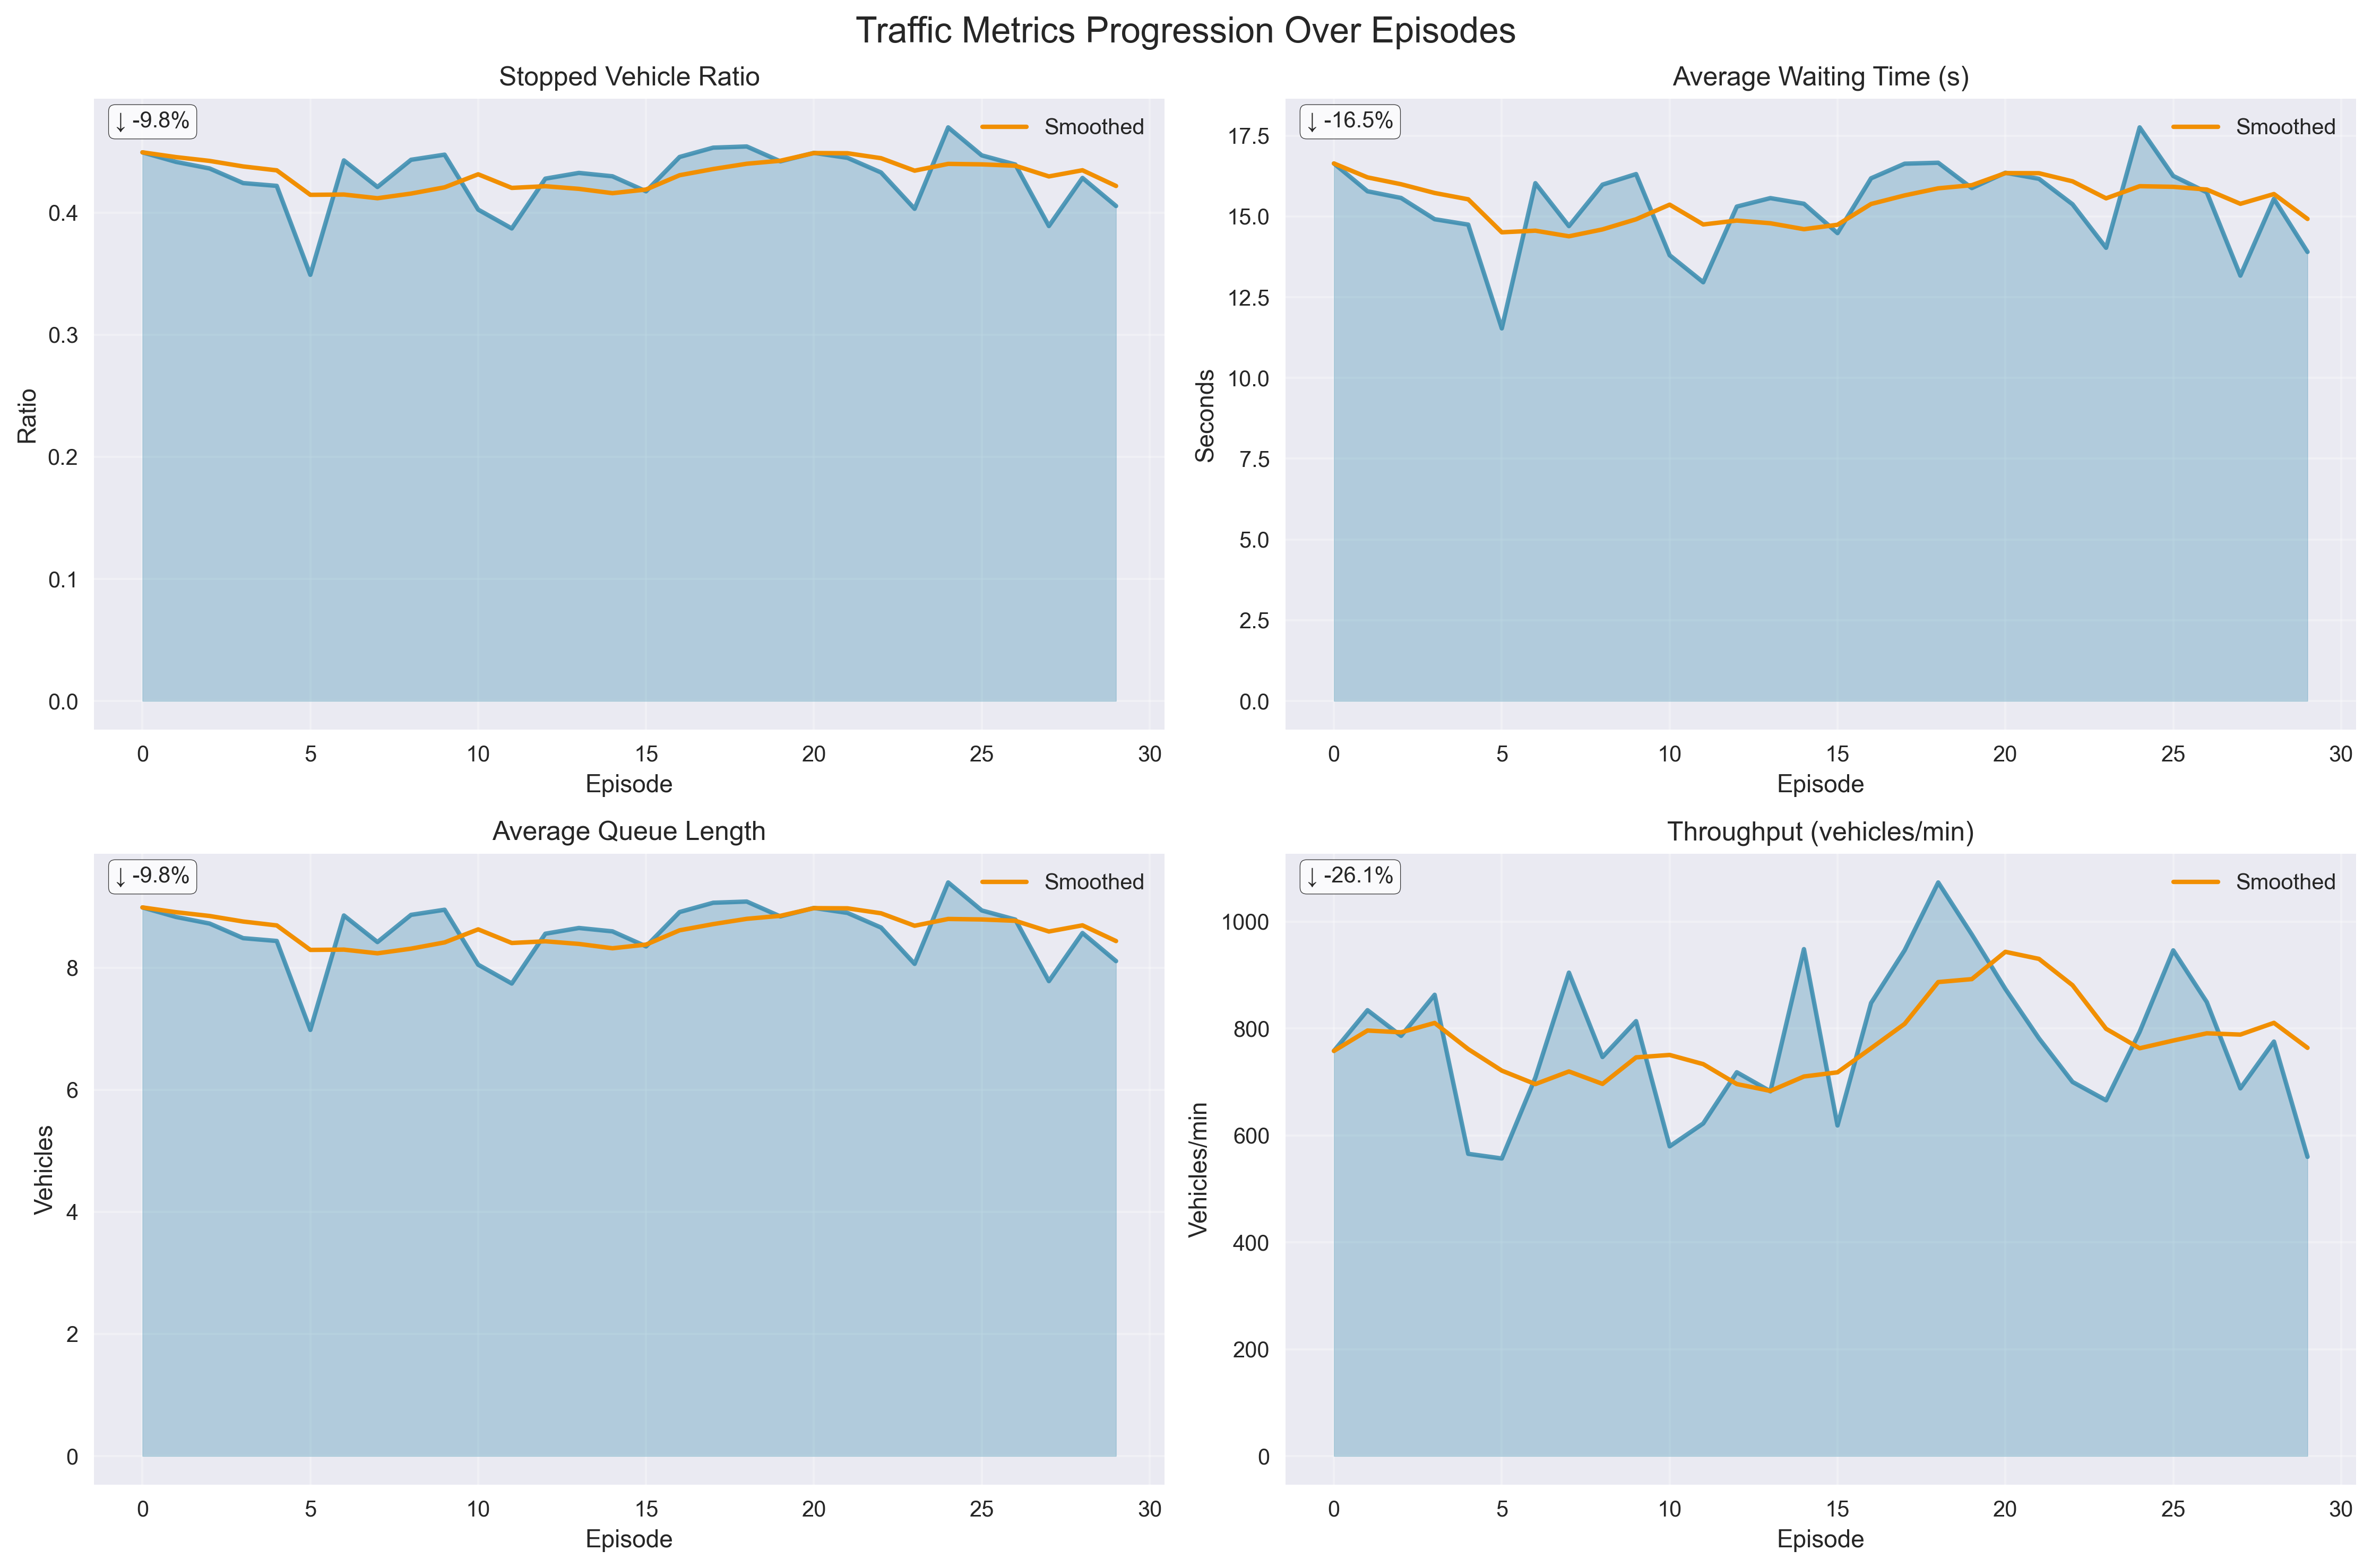 Traffic Metrics Progression Over Episodes
Stopped Vehicle Ratio
↓ -9.8%
Smoothed
Ratio
0.4
0.3
0.2
0.1
0.0
0 5 10 15 20 25 30
Episode
Average Waiting Time (s)
↓ -16.5%
Smoothed
Seconds
17.5
15.0
12.5
10.0
7.5
5.0
2.5
0.0
0 5 10 15 20 25 30
Episode
Average Queue Length
↓ -9.8%
Smoothed
Vehicles
8
6
4
2
0
0 5 10 15 20 25 30
Episode
Throughput (vehicles/min)
↓ -26.1%
Smoothed
Vehicles/min
1000
800
600
400
200
0
0 5 10 15 20 25 30
Episode